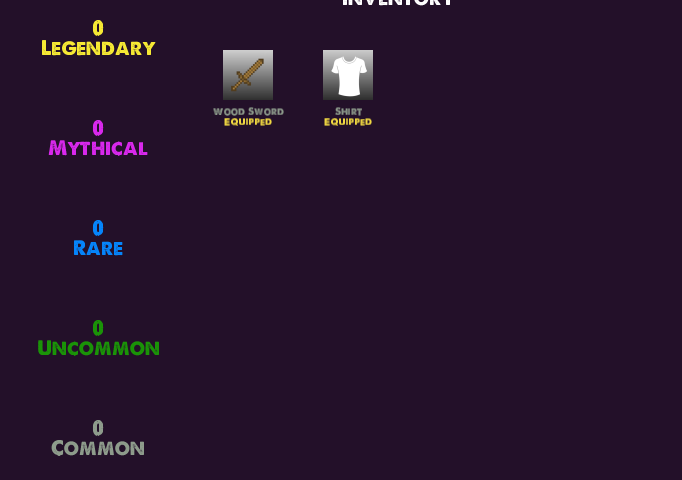 INVENTORY
0
LEGENDARY
WOOD SWORD
EQUIPPED
SHIRT
EQUIPPED
0
MYTHICAL
0
RARE
0
UNCOMMON
0
COMMON